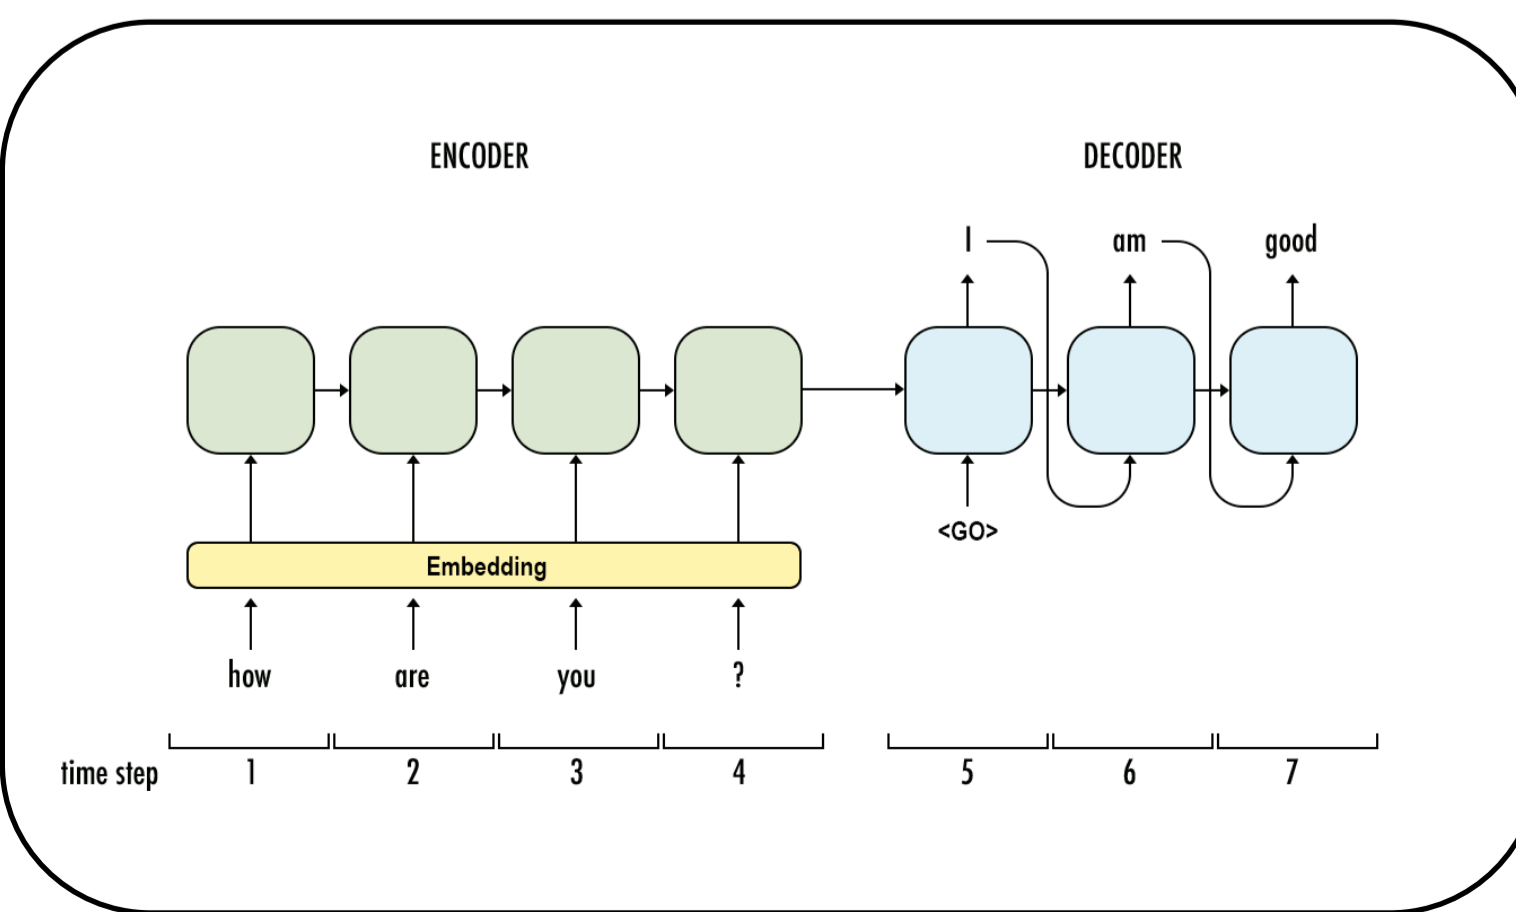 ENCODER DECODER
I am good
<GO>
Embedding
how are you ?
time step 1 2 3 4 5 6 7